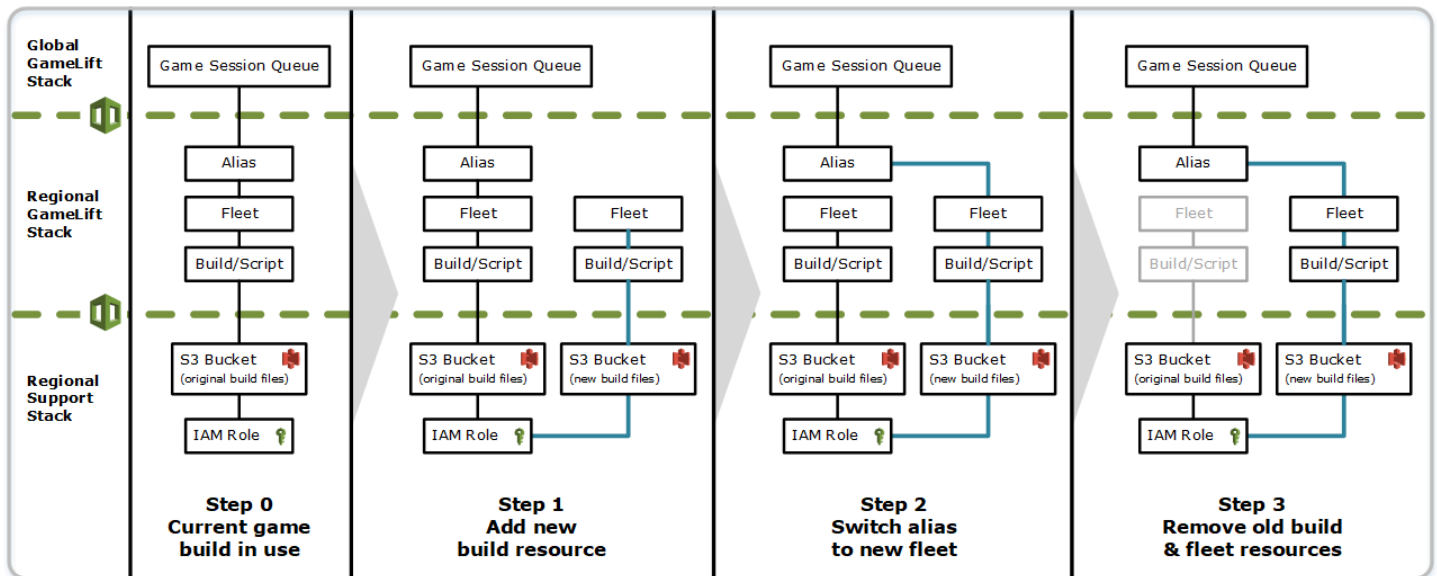 Global
GameLift
Stack
Regional
GameLift
Stack
Regional
Support
Stack
Game Session Queue
Alias
Fleet
Build/Script
S3 Bucket
(original build files)
IAM Role
Step 0
Current game
build in use
Game Session Queue
Alias
Fleet
Fleet
Build/Script
Build/Script
S3 Bucket
(original build files)
S3 Bucket
(new build files)
IAM Role
Step 1
Add new
build resource
Game Session Queue
Alias
Fleet
Fleet
Build/Script
Build/Script
S3 Bucket
(original build files)
S3 Bucket
(new build files)
IAM Role
Step 2
Switch alias
to new fleet
Game Session Queue
Alias
Fleet
Fleet
Build/Script
Build/Script
S3 Bucket
(original build files)
S3 Bucket
(new build files)
IAM Role
Step 3
Remove old build
& fleet resources